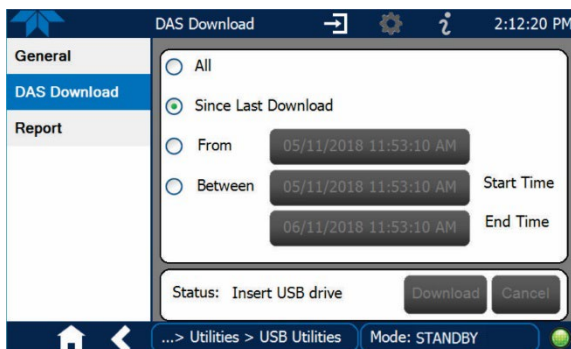 DAS Download
2:12:20 PM
General
DAS Download
Report
All
Since Last Download
From
05/11/2018 11:53:10 AM
Between
05/11/2018 11:53:10 AM
Start Time
06/11/2018 11:53:10 AM
End Time
Status: Insert USB drive
Download
Cancel
...> Utilities > USB Utilities
Mode: STANDBY